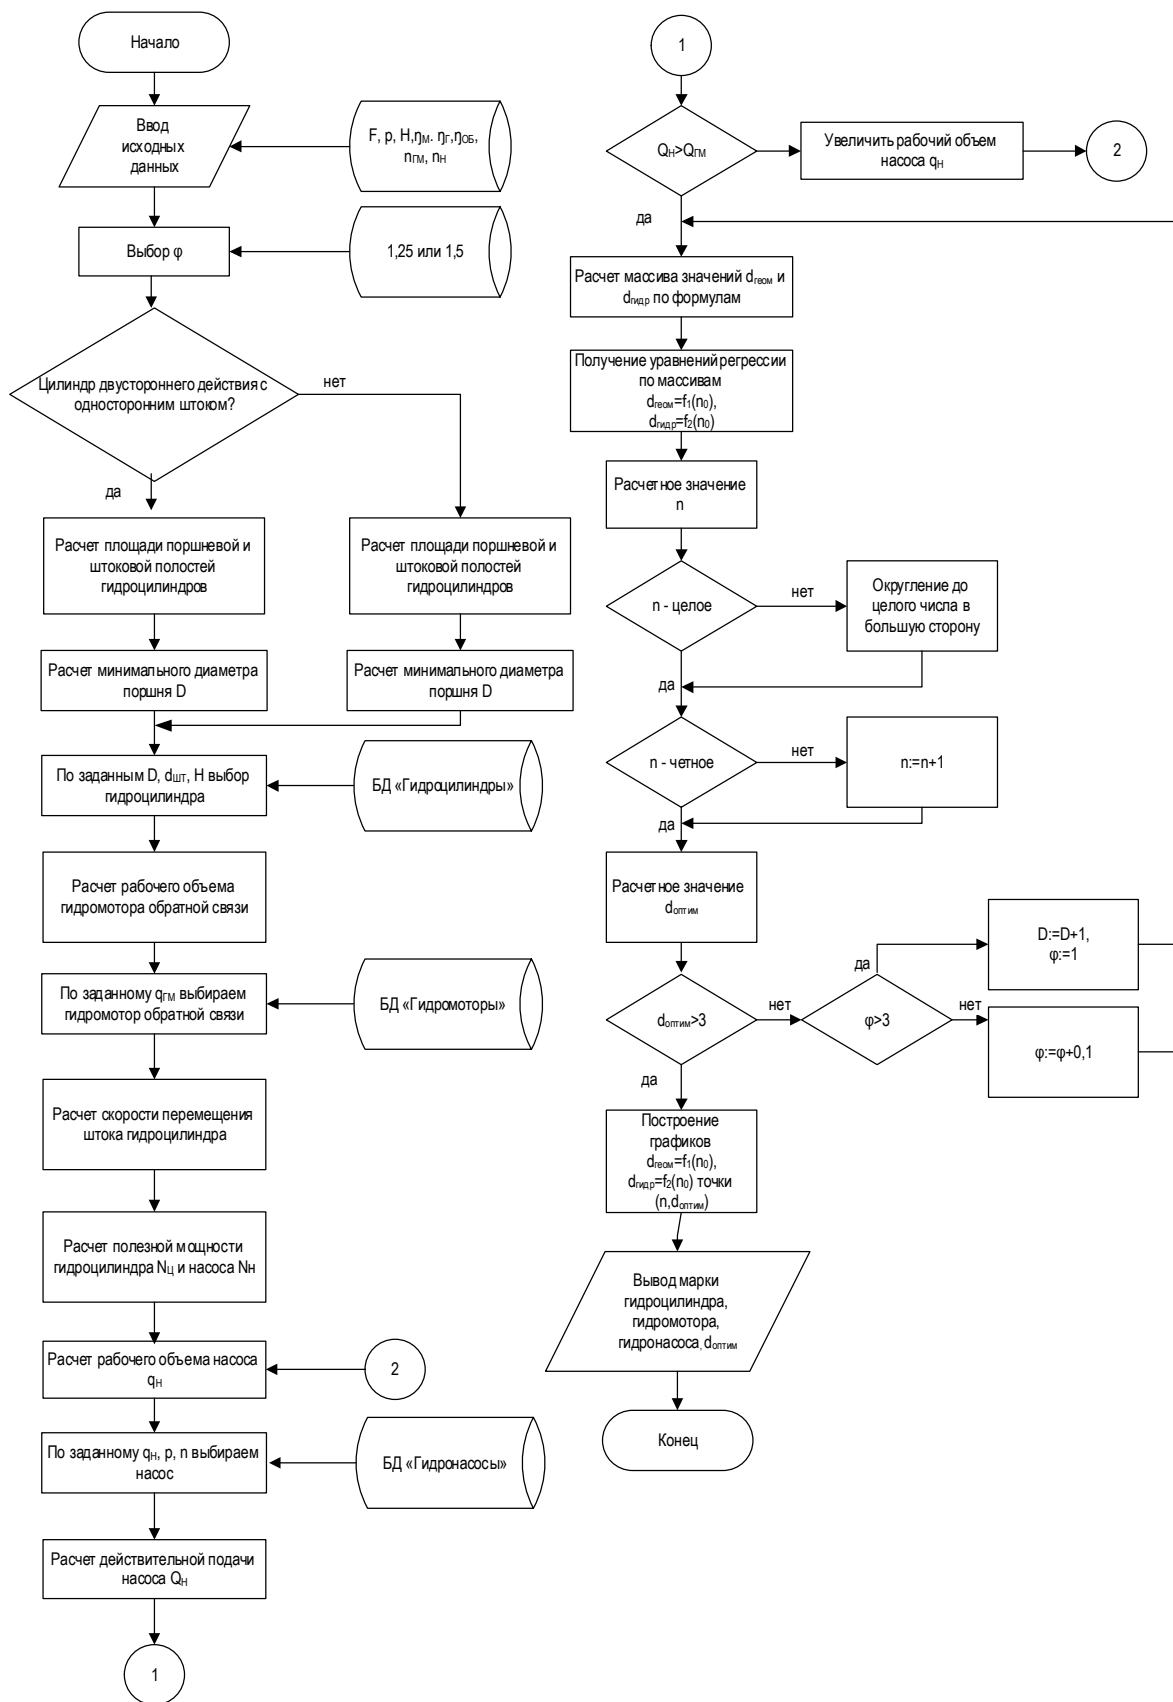 Начало
Ввод
исходных
данных
F, p, H,ηМ. ηГ,ηОБ,
nГМ, nН
Выбор φ
1,25 или 1,5
Цилиндр двустороннего действия с
односторонним штоком?
нет
да
Расчет площади поршневой и
штоковой полостей
гидроцилиндров
Расчет площади поршневой и
штоковой полостей
гидроцилиндров
Расчет минимального диаметра
поршня D
Расчет минимального диаметра
поршня D
По заданным D, dШТ, H выбор
гидроцилиндра
БД «Гидроцилиндры»
Расчет рабочего объема
гидромотора обратной связи
По заданному qГМ выбираем
гидромотор обратной связи
БД «Гидромоторы»
Расчет скорости перемещения
штока гидроцилиндра
Расчет полезной мощности
гидроцилиндра NЦ и насоса NН
Расчет рабочего объема насоса
qН
2
По заданному qН, p, n выбираем
насос
БД «Гидронасосы»
Расчет действительной подачи
насоса QН
1
1
QН>QГМ
Увеличить рабочий объем
насоса qН
2
да
Расчет массива значений dгеом и
dгидр по формулам
Получение уравнений регрессии
по массивам
dгеом=f1(n0),
dгидр=f2(n0)
Расчетное значение
n
n - целое
нет
Округление до
целого числа в
большую сторону
да
n - четное
нет
n:=n+1
да
Расчетное значение
dоптим
dоптим>3
нет
φ>3
да
D:=D+1,
φ:=1
нет
φ:=φ+0,1
да
Построение
графиков
dгеом=f1(n0),
dгидр=f2(n0) точки
(n,dоптим)
Вывод марки
гидроцилиндра,
гидромотора,
гидронасоса, dоптим
Конец